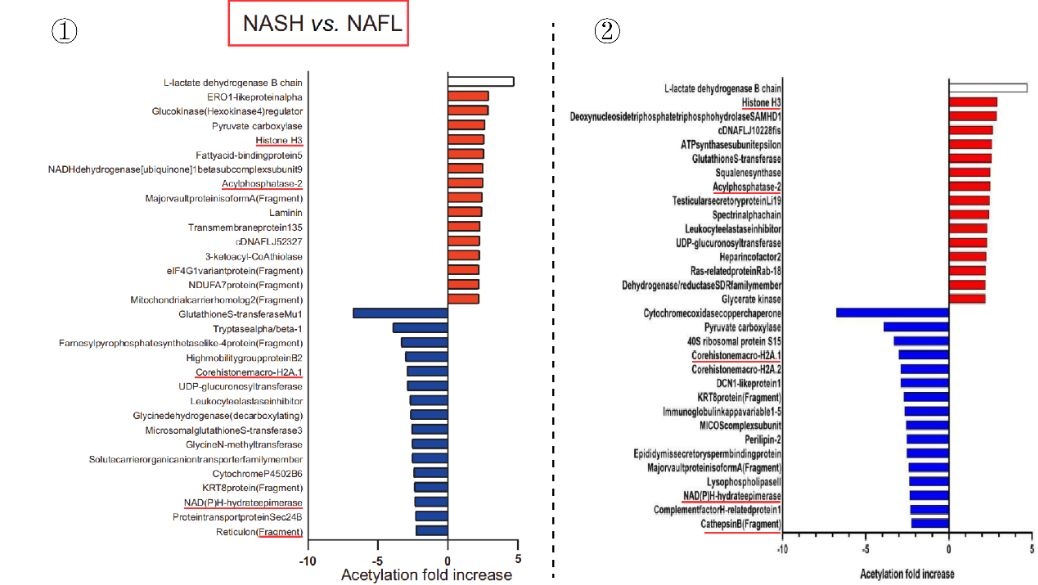 ①
NASH vs. NAFL
L-lactate dehydrogenase B chain
ERO1-likeproteinalpha
Glucokinase(Hexokinase4)regulator
Pyruvate carboxylase
Histone H3
Fattyacid-bindingprotein5
NADHdehydrogenase[ubiquinone]1betasubcomplexsubunit9
Acylphosphatase-2
MajorvaultproteinisoformA(Fragment)
Laminin
Transmembraneprotein135
cDNAFLJ52327
3-ketoacyl-CoAthiolase
eIF4G1variantprotein(Fragment)
NDUFA7protein(Fragment)
Mitochondrialcarrierhomolog2(Fragment)
GlutathioneS-transferaseMu1
Tryptasealpha/beta-1
Farnesylpyrophosphatesynthetaselike-4protein(Fragment)
HighmobilitygroupproteinB2
Corehistonemacro-H2A.1
UDP-glucuronosyltransferase
Leukocyteelastaseinhibitor
Glycinedehydrogenase(decarboxylating)
MicrosomalglutathioneS-transferase3
GlycineN-methyltransferase
Solutecarrierorganicaniontransporterfamilymember
CytochromeP4502B6
KRT8protein(Fragment)
NAD(P)H-hydrateepimerase
ProteintransportproteinSec24B
Reticulon(Fragment)
-10 -5 0 5
Acetylation fold increase
②
L-lactate dehydrogenase B chain
Histone H3
DeoxynucleosidetriphosphatetriphosphohydrolaseSAMHD1
cDNAFLJ10228fis
ATPsynthasesubunitepsilon
GlutathioneS-transferase
Squalenesynthase
Acylphosphatase-2
TesticularsecretoryproteinLi19
Spectrinalphachain
Leukocyteelastaseinhibitor
UDP-glucuronosyltransferase
Heparincofactor2
Ras-relatedproteinRab-18
Dehydrogenase/reductaseSDRfamilymember
Glycerate kinase
Cytochromecoxidasecopperchaperone
Pyruvate carboxylase
40S ribosomal protein S15
Corehistonemacro-H2A.1
Corehistonemacro-H2A.2
DCN1-likeprotein1
KRT8protein(Fragment)
Immunoglobulinkappavariable1-5
MICOScomplexsubunit
Perilipin-2
Epididymissecretoryspermbindingprotein
MajorvaultproteinisoformA(Fragment)
LysophospholipaseII
NAD(P)H-hydrateepimerase
ComplementfactorH-relatedprotein1
CathepsinB(Fragment)
-10 -5 0 5
Acetylation fold increase